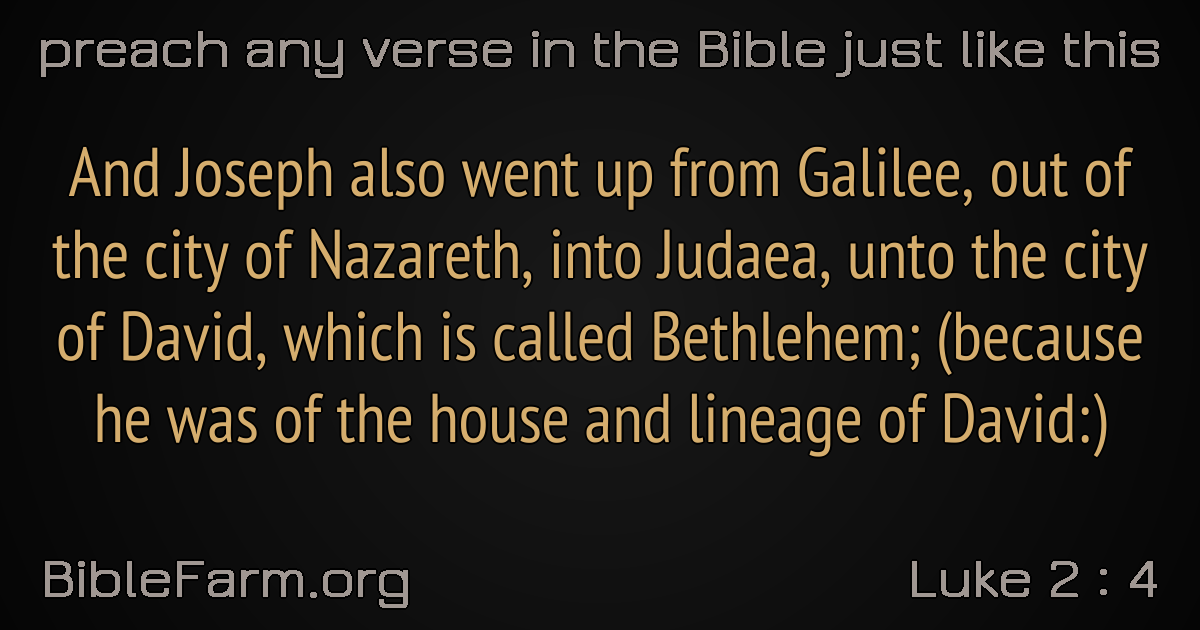 preach any verse in the Bible just like this
And Joseph also went up from Galilee, out of
the city of Nazareth, into Judaea, unto the city
of David, which is called Bethlehem; (because
he was of the house and lineage of David:)
BibleFarm.org
Luke 2 : 4